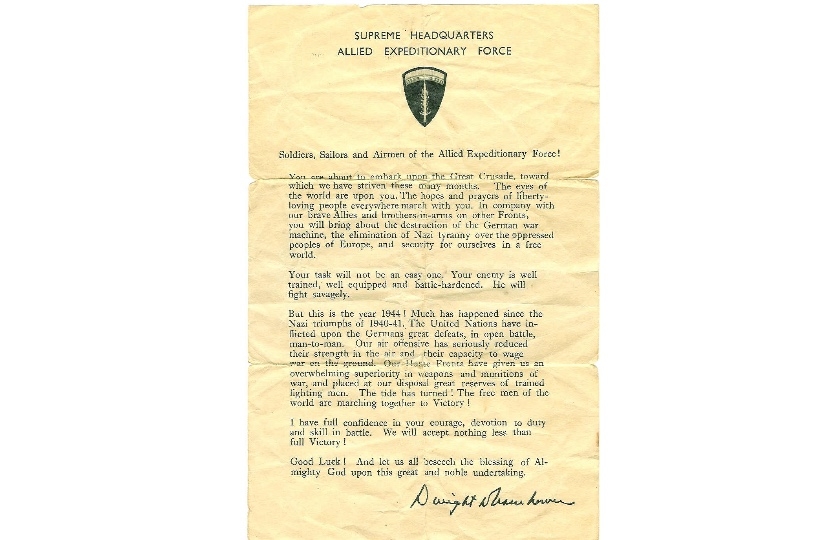 SUPREME HEADQUARTERS
ALLIED EXPEDITIONARY FORCE
Soldiers, Sailors and Airmen of the Allied Expeditionary Force!
You are about to embark upon the Great Crusade, toward
which we have striven these many months. The eyes of
the world are upon you. The hopes and prayers of liberty-
loving people everywhere march with you. In company with
our brave Allies and brothers-in-arms on other Fronts,
you will bring about the destruction of the German war
machine, the elimination of Nazi tyranny over the oppressed
peoples of Europe, and security for ourselves in a free
world.
Your task will not be an easy one. Your enemy is well
trained, well equipped and battle-hardened. He will
fight savagely.
But this is the year 1944! Much has happened since the
Nazi triumphs of 1940-41. The United Nations have in-
flicted upon the Germans great defeats, in open battle,
man-to-man. Our air offensive has seriously reduced
their strength in the air and their capacity to wage
war on the ground. Our Home Fronts have given us an
overwhelming superiority in weapons and munitions of
war, and placed at our disposal great reserves of trained
fighting men. The tide has turned! The free men of the
world are marching together to Victory!
I have full confidence in your courage, devotion to duty
and skill in battle. We will accept nothing less than
full Victory!
Good Luck! And let us all beseech the blessing of Al-
mighty God upon this great and noble undertaking.
Dwight D Eisenhower